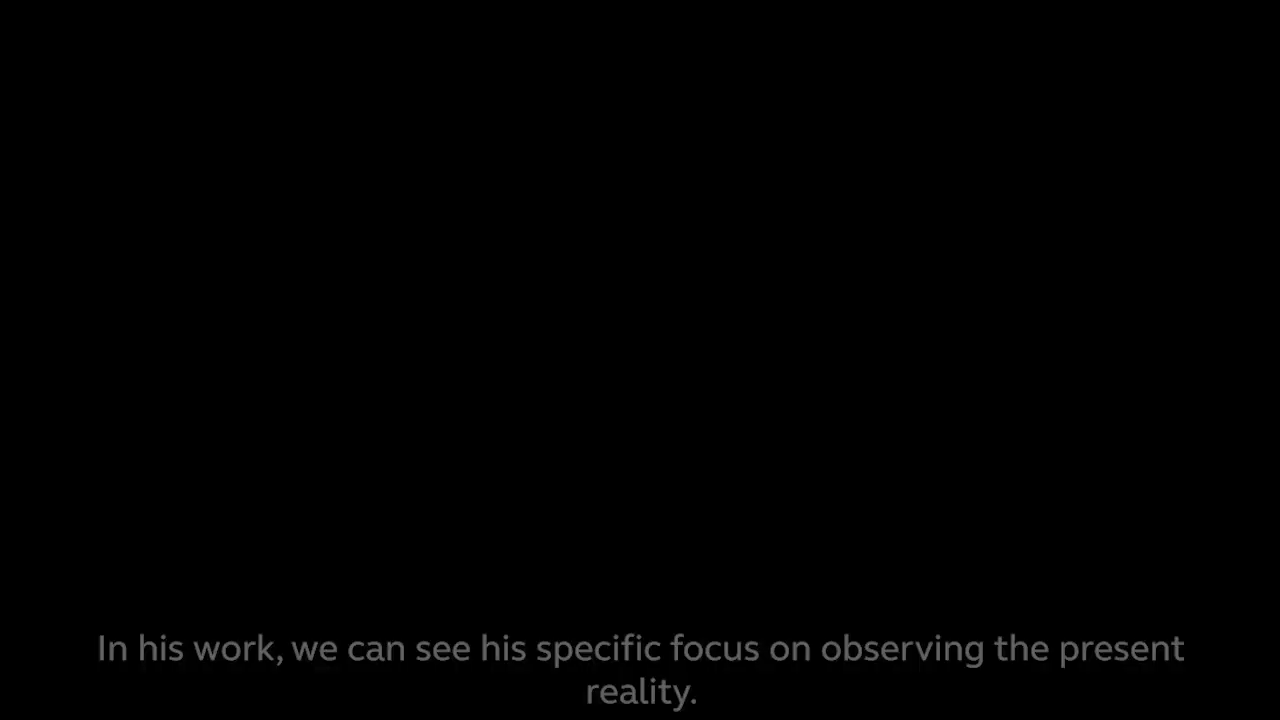 In his work, we can see his specific focus on observing the present
reality.